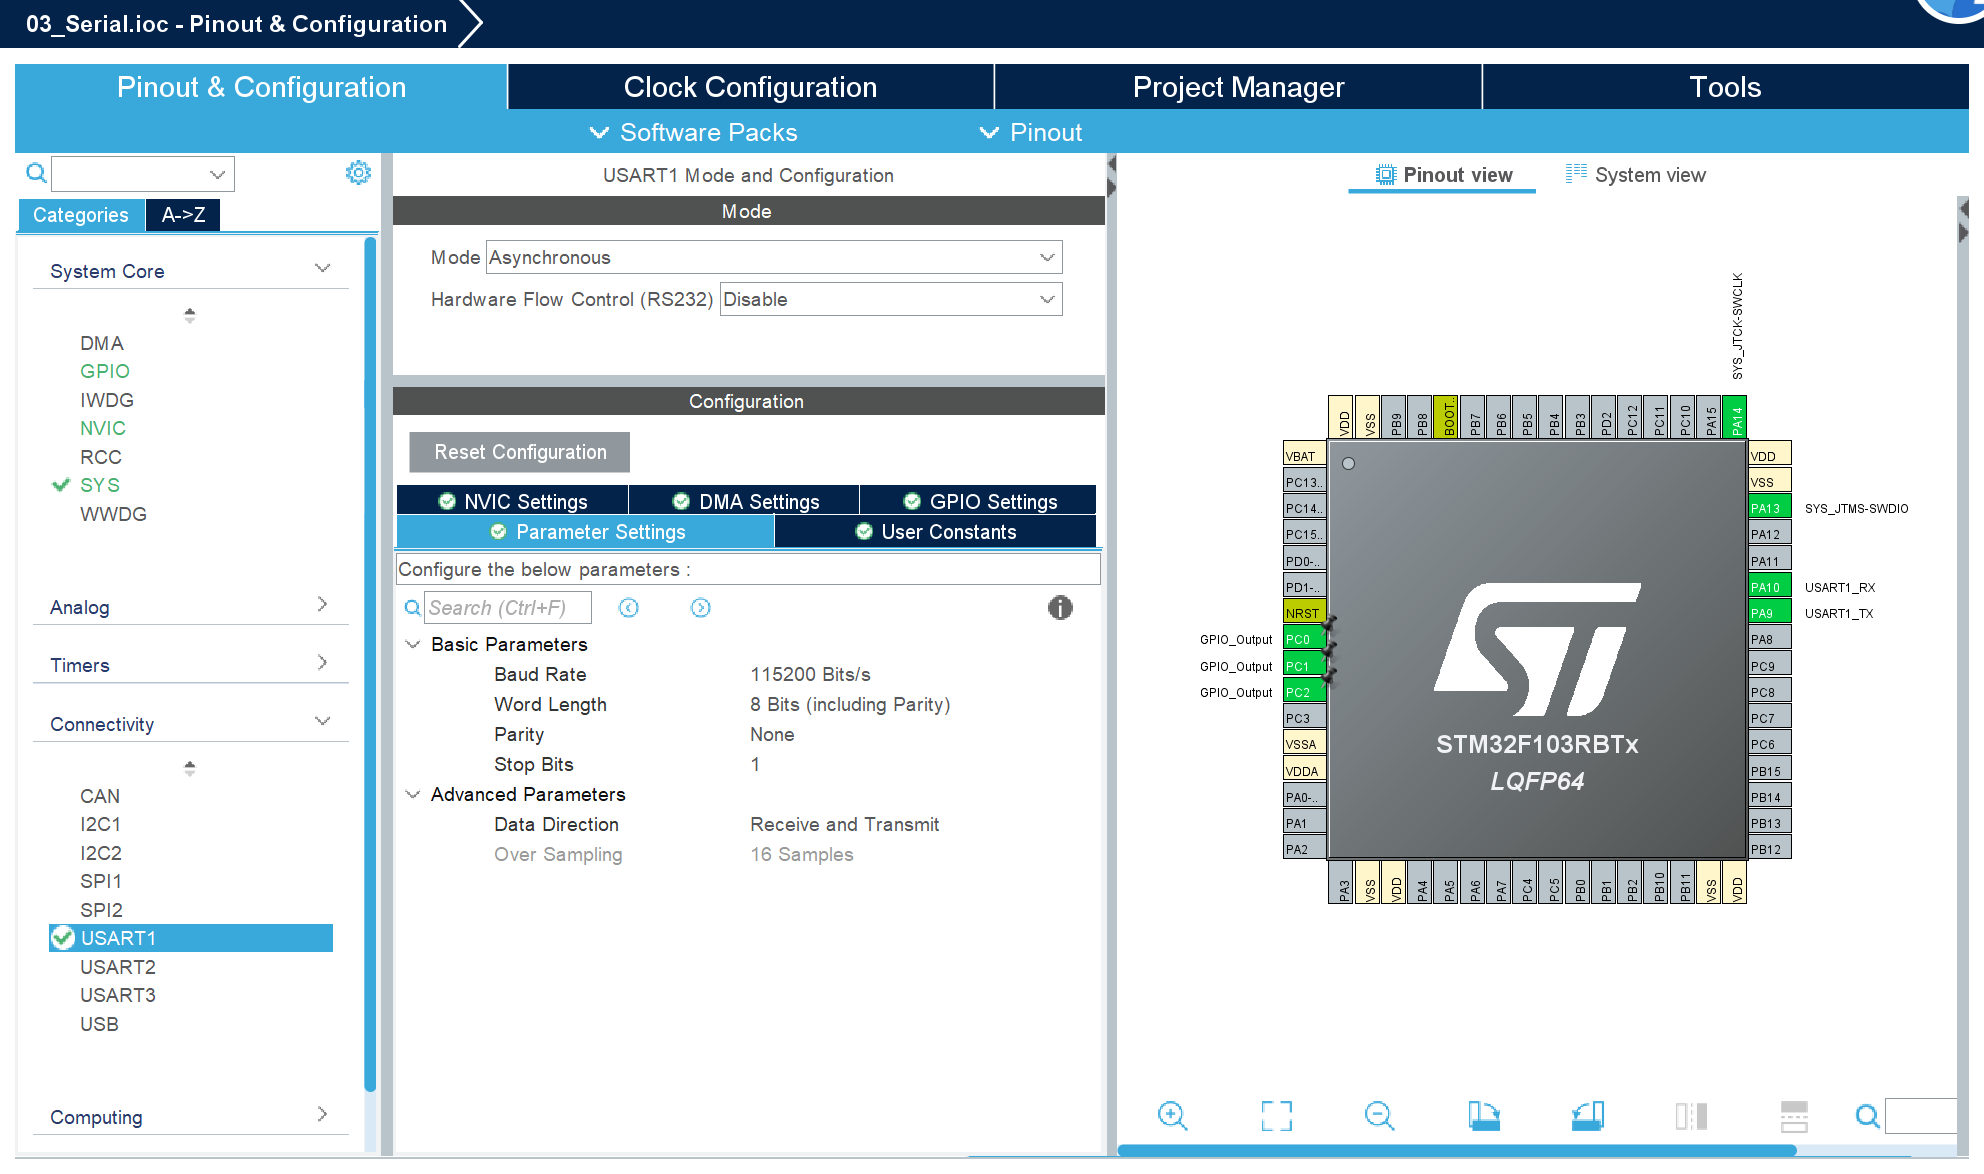 03_Serial.ioc - Pinout & Configuration
Pinout & Configuration
Clock Configuration
Project Manager
Tools
Software Packs
Pinout
Categories
A->Z
System Core
DMA
GPIO
IWDG
NVIC
RCC
SYS
WWDG
Analog
Timers
Connectivity
CAN
I2C1
I2C2
SPI1
SPI2
USART1
USART2
USART3
USB
Computing
USART1 Mode and Configuration
Mode
Mode Asynchronous
Hardware Flow Control (RS232) Disable
Configuration
Reset Configuration
NVIC Settings
DMA Settings
GPIO Settings
Parameter Settings
User Constants
Configure the below parameters :
Search (Ctrl+F)
Basic Parameters
Baud Rate 115200 Bits/s
Word Length 8 Bits (including Parity)
Parity None
Stop Bits 1
Advanced Parameters
Data Direction Receive and Transmit
Over Sampling 16 Samples
Pinout view
System view
SYS_JTCK-SWCLK
VDD
VSS
PB9
PB8
BOOT..
PB7
PB6
PB5
PB4
PB3
PD2
PC12
PC11
PC10
PA15
PA14
VBAT
PC13..
PC14..
PC15..
PD0-..
PD1-..
NRST
GPIO_Output PC0
GPIO_Output PC1
GPIO_Output PC2
PC3
VSSA
VDDA
PA0-..
PA1
PA2
ST
STM32F103RBTx
LQFP64
VDD
VSS
PA13 SYS_JTMS-SWDIO
PA12
PA11
PA10 USART1_RX
PA9 USART1_TX
PA8
PC9
PC8
PC7
PC6
PB15
PB14
PB13
PB12
PA3
VSS
VDD
PA4
PA5
PA6
PA7
PC4
PC5
PB0
PB1
PB2
PB10
PB11
VSS
VDD